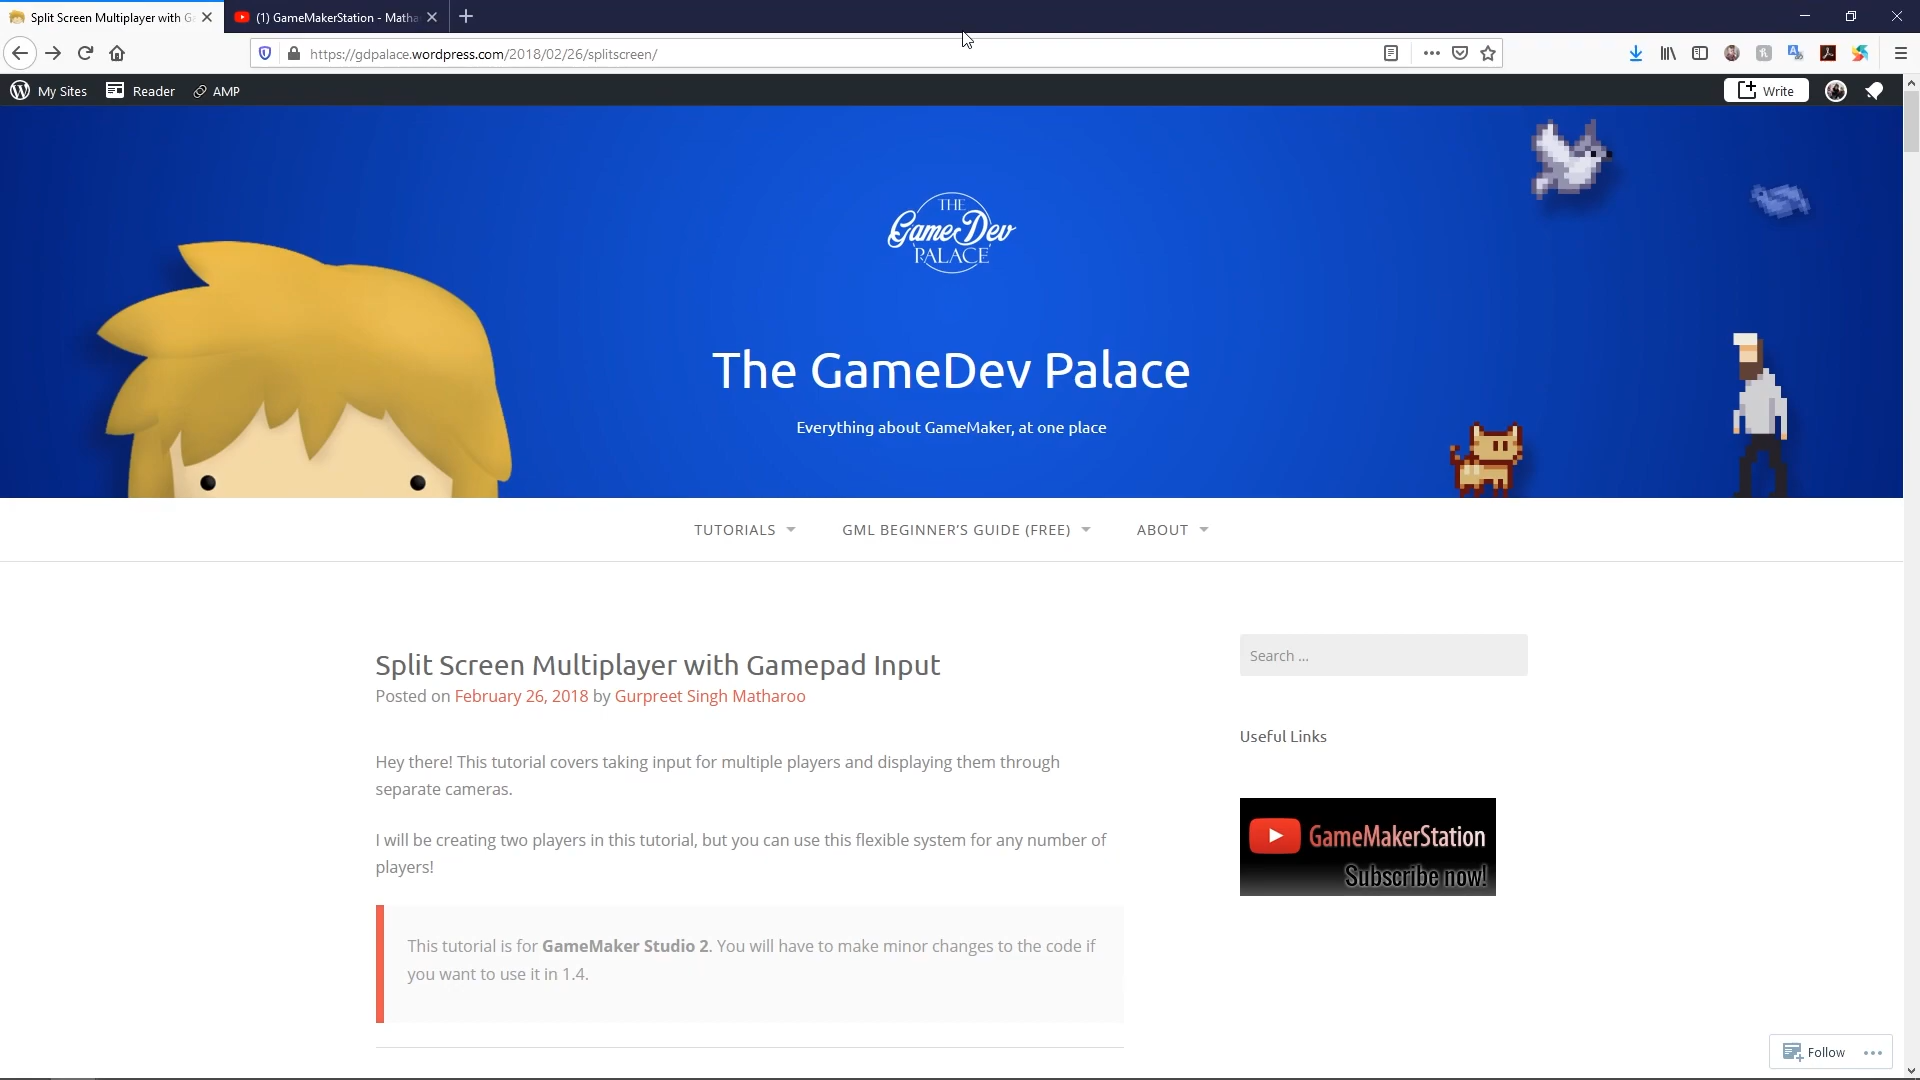 Split Screen Multiplayer with G
(1) GameMakerStation - Matha
https://gdpalace.wordpress.com/2018/02/26/splitscreen/
My Sites
Reader
AMP
Write
THE
GameDev
PALACE
The GameDev Palace
Everything about GameMaker, at one place
TUTORIALS
GML BEGINNER'S GUIDE (FREE)
ABOUT
Split Screen Multiplayer with Gamepad Input
Posted on February 26, 2018 by Gurpreet Singh Matharoo
Hey there! This tutorial covers taking input for multiple players and displaying them through
separate cameras.
I will be creating two players in this tutorial, but you can use this flexible system for any number of
players!
This tutorial is for GameMaker Studio 2. You will have to make minor changes to the code if
you want to use it in 1.4.
Search ...
Useful Links
GameMakerStation
Subscribe now!
Follow